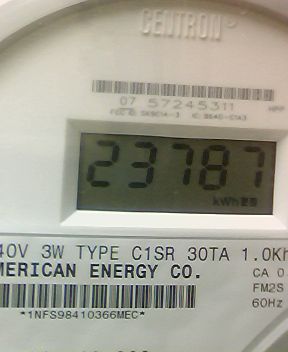 CENTRON
07 57245311
23787
kWh
40V 3W TYPE C1SR 30TA 1.0Kh
MERICAN ENERGY CO.
CA 0
FM2S
60Hz
*1NFS98410366MEC*